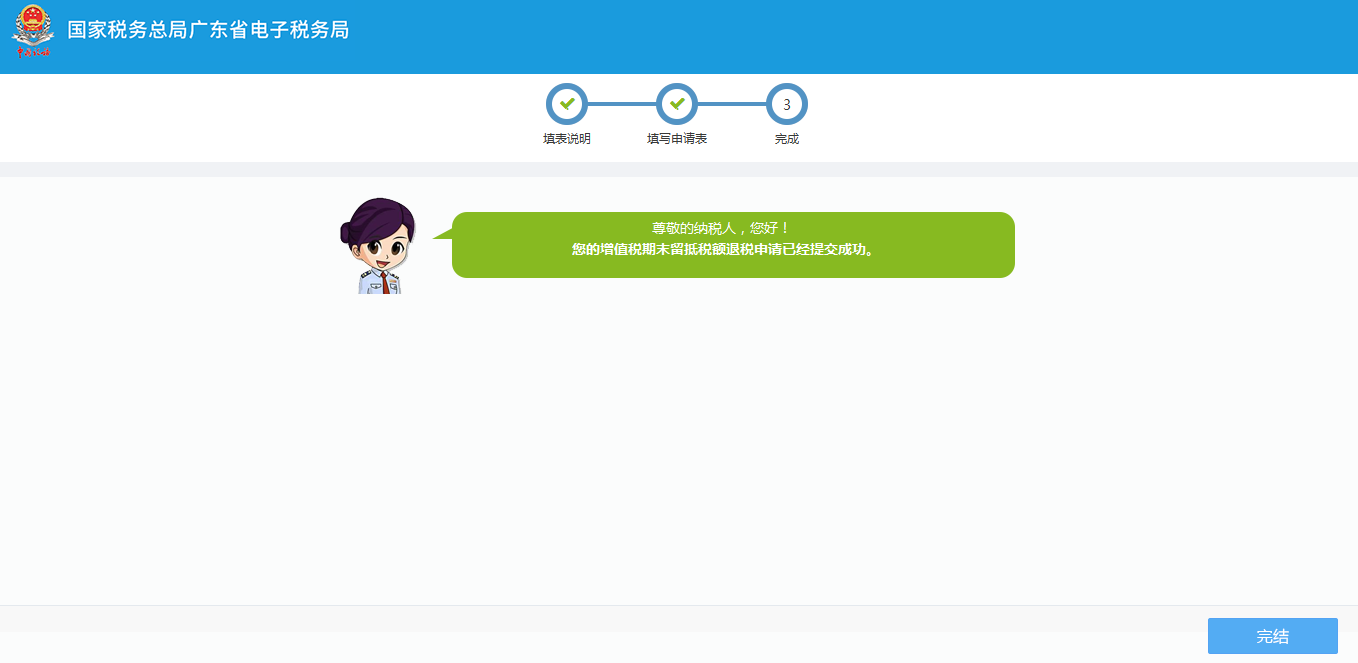 国家税务总局广东省电子税务局
3
填表说明
填写申请表
完成
尊敬的纳税人，您好！
您的增值税期末留抵税额退税申请已经提交成功。
完结